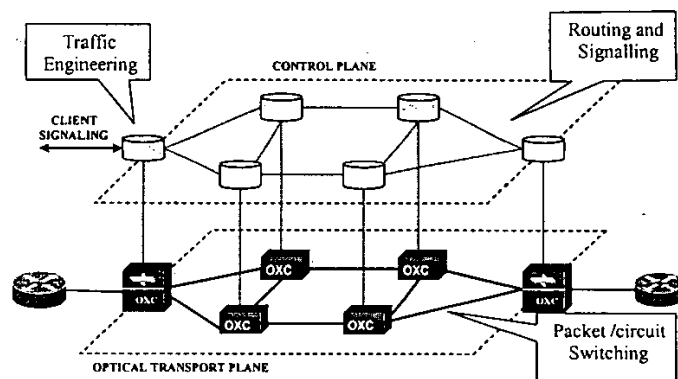 Traffic
Engineering
Routing and
Signalling
CONTROL PLANE
CLIENT
SIGNALING
OXC
OXC
OXC
OXC
OXC
OXC
Packet /circuit
Switching
OPTICAL TRANSPORT PLANE